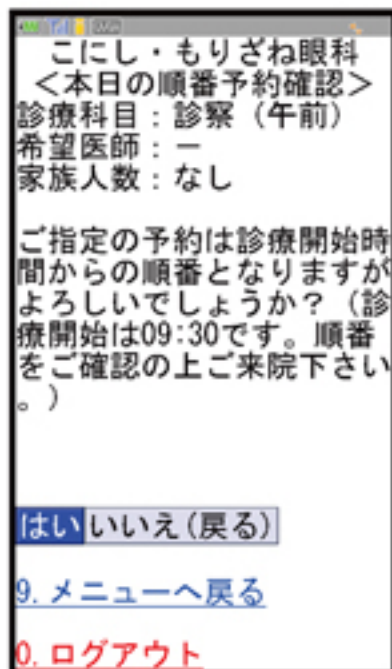 こにし・もりざね眼科
＜本日の順番予約確認＞
診療科目：診察（午前）
希望医師：－
家族人数：なし
ご指定の予約は診療開始時
間からの順番となりますが
よろしいでしょうか？（診
療開始は09:30です。順番
をご確認の上ご来院下さい
。）
はい いいえ(戻る)
9. メニューへ戻る
0. ログアウト